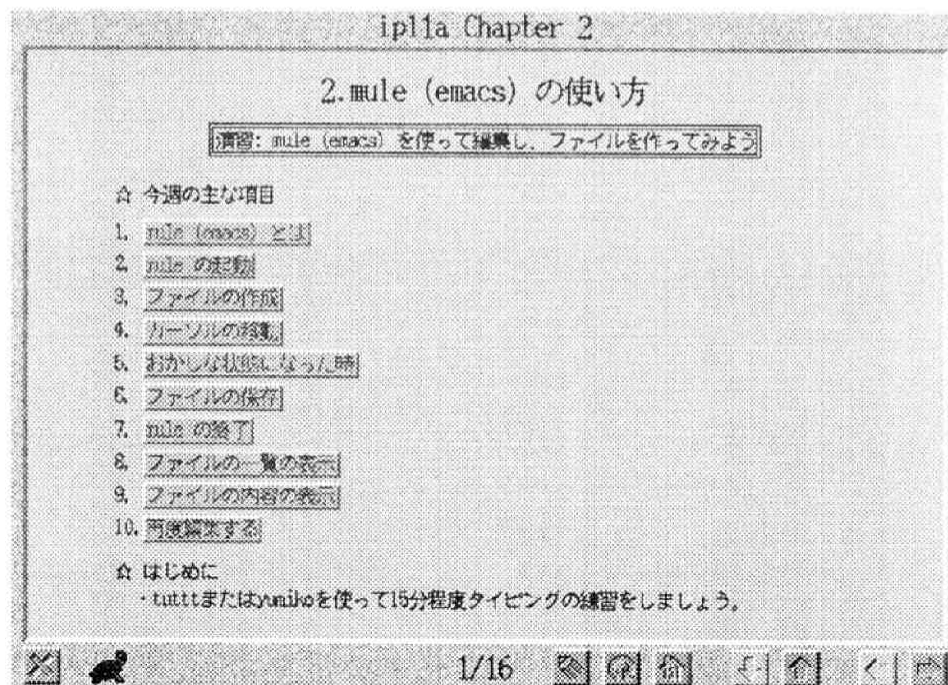 ipl1a Chapter 2
2.mule (emacs) の使い方
演習: mule (emacs) を使って編集し、ファイルを作ってみよう
☆ 今週の主な項目
1. mule (emacs) とは
2. mule の起動
3. ファイルの作成
4. カーソルの移動
5. おかしな状態になった時
6. ファイルの保存
7. mule の終了
8. ファイルの一覧の表示
9. ファイルの内容の表示
10. 再度編集する
☆ はじめに
・tutttまたはyumikoを使って15分程度タイピングの練習をしましょう。
1/16